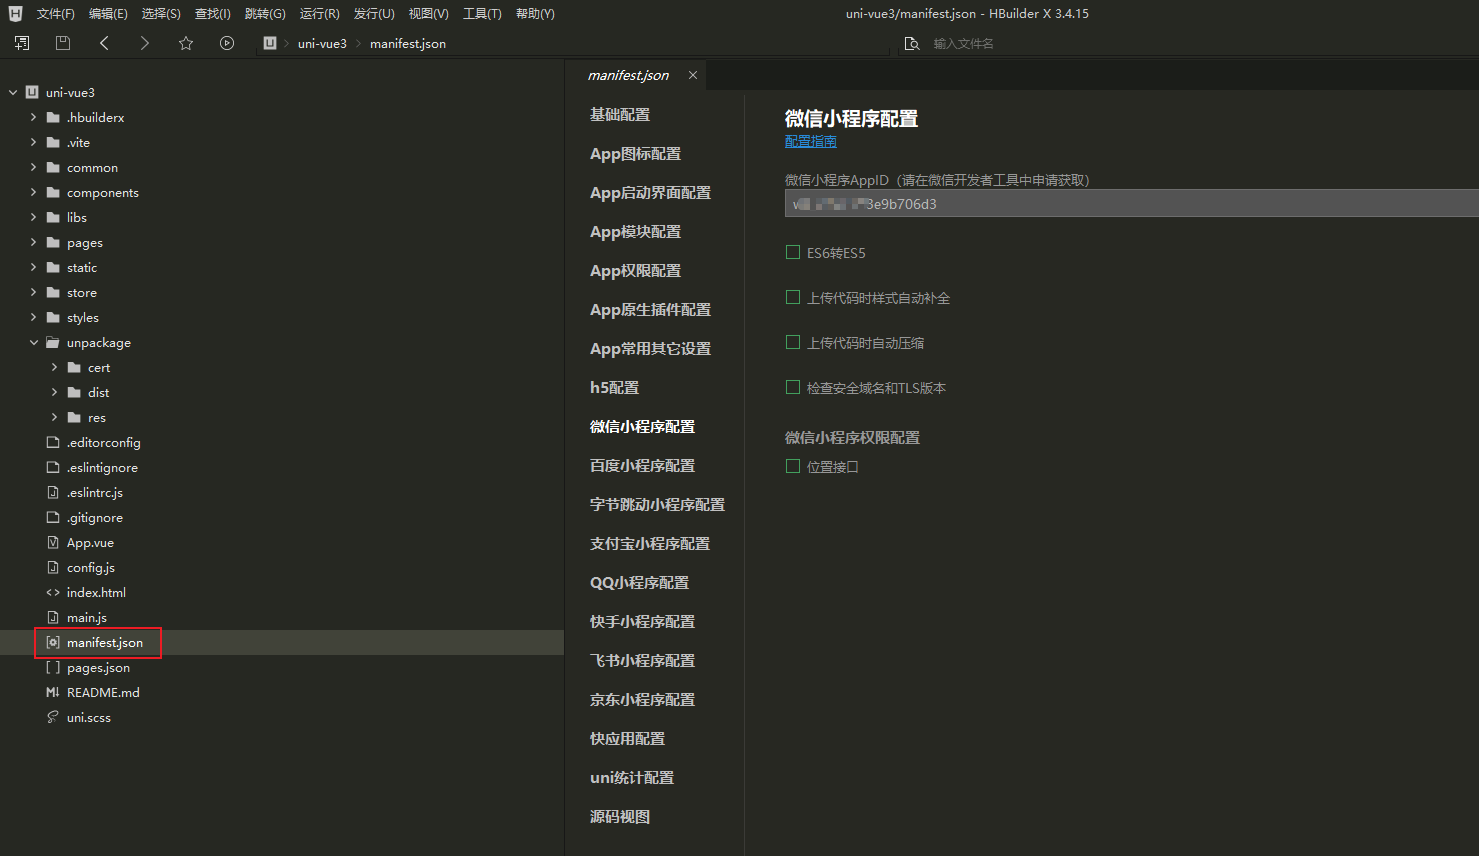 文件(F) 编辑(E) 选择(S) 查找(I) 跳转(G) 运行(R) 发行(U) 视图(V) 工具(T) 帮助(Y)
uni-vue3/manifest.json - HBuilder X 3.4.15
uni-vue3
manifest.json
输入文件名
uni-vue3
.hbuilderx
.vite
common
components
libs
pages
static
store
styles
unpackage
cert
dist
res
.editorconfig
.eslintignore
.eslintrc.js
.gitignore
App.vue
config.js
index.html
main.js
manifest.json
pages.json
README.md
uni.scss
manifest.json
基础配置
App图标配置
App启动界面配置
App模块配置
App权限配置
App原生插件配置
App常用其它设置
h5配置
微信小程序配置
百度小程序配置
字节跳动小程序配置
支付宝小程序配置
QQ小程序配置
快手小程序配置
飞书小程序配置
京东小程序配置
快应用配置
uni统计配置
源码视图
微信小程序配置
配置指南
微信小程序AppID（请在微信开发者工具中申请获取）
3e9b706d3
ES6转ES5
上传代码时样式自动补全
上传代码时自动压缩
检查安全域名和TLS版本
微信小程序权限配置
位置接口